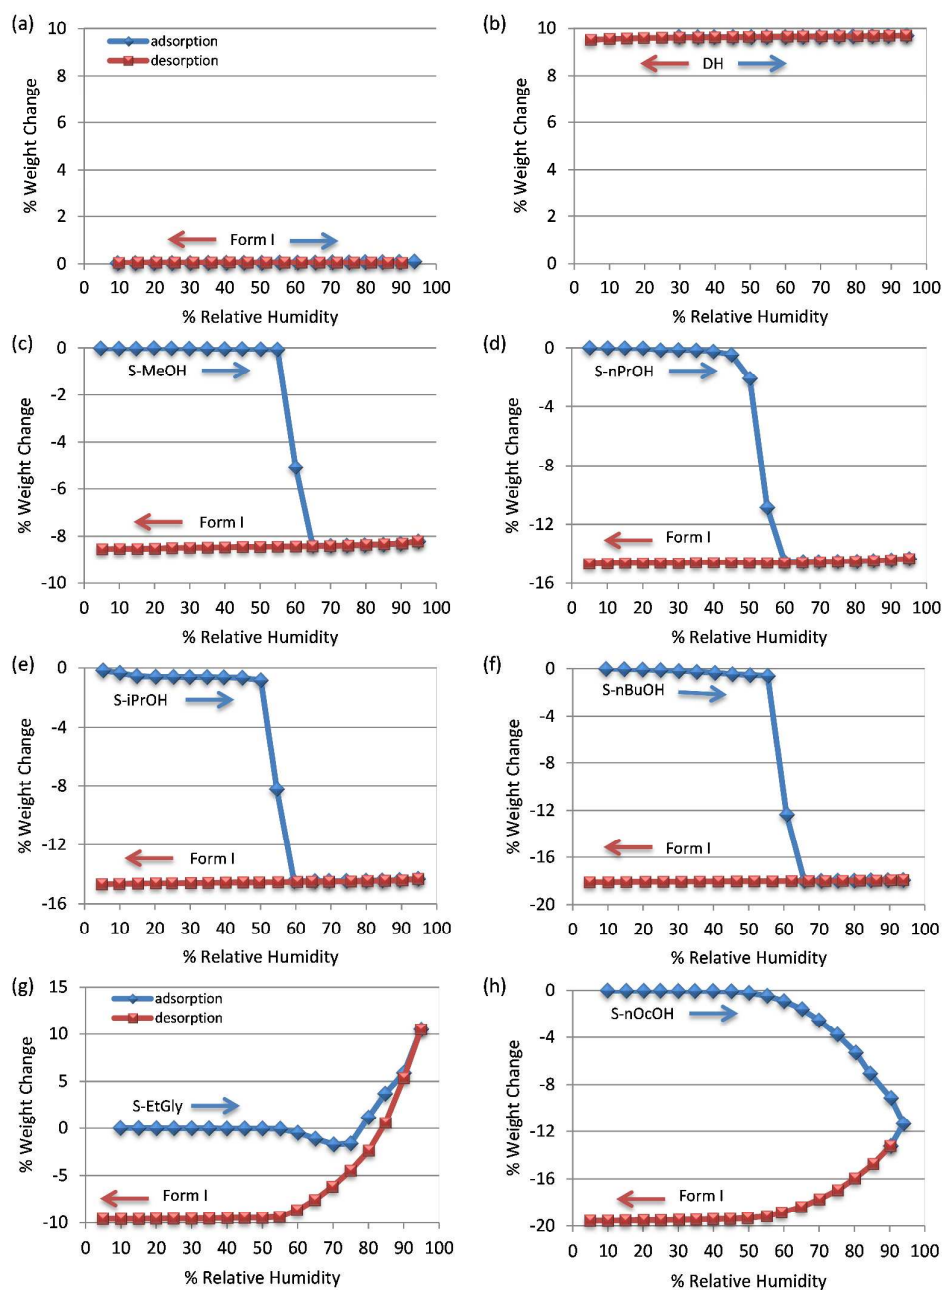 (a)
10
8
6
4
2
0
% Weight Change
adsorption
desorption
Form I
0 10 20 30 40 50 60 70 80 90 100
% Relative Humidity
(b)
10
8
6
4
2
0
% Weight Change
DH
0 10 20 30 40 50 60 70 80 90 100
% Relative Humidity
(c)
0
-2
-4
-6
-8
-10
% Weight Change
S-MeOH
Form I
0 10 20 30 40 50 60 70 80 90 100
% Relative Humidity
(d)
0
-4
-8
-12
-16
% Weight Change
S-nPrOH
Form I
0 10 20 30 40 50 60 70 80 90 100
% Relative Humidity
(e)
0
-4
-8
-12
-16
% Weight Change
S-iPrOH
Form I
0 10 20 30 40 50 60 70 80 90 100
% Relative Humidity
(f)
0
-4
-8
-12
-16
-20
% Weight Change
S-nBuOH
Form I
0 10 20 30 40 50 60 70 80 90 100
% Relative Humidity
(g)
15
10
5
0
-5
-10
% Weight Change
adsorption
desorption
S-EtGly
Form I
0 10 20 30 40 50 60 70 80 90 100
% Relative Humidity
(h)
0
-4
-8
-12
-16
-20
% Weight Change
S-nOcOH
Form I
0 10 20 30 40 50 60 70 80 90 100
% Relative Humidity